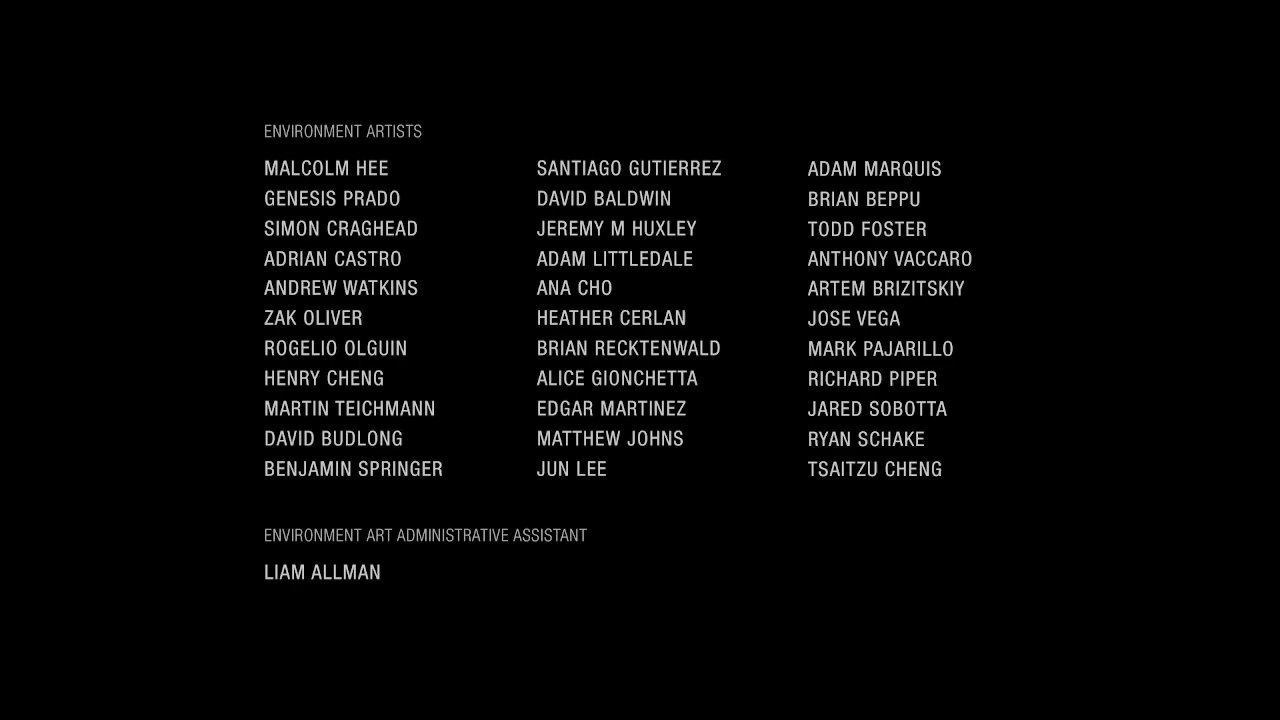 ENVIRONMENT ARTISTS
MALCOLM HEE
GENESIS PRADO
SIMON CRAGHEAD
ADRIAN CASTRO
ANDREW WATKINS
ZAK OLIVER
ROGELIO OLGUIN
HENRY CHENG
MARTIN TEICHMANN
DAVID BUDLONG
BENJAMIN SPRINGER
SANTIAGO GUTIERREZ
DAVID BALDWIN
JEREMY M HUXLEY
ADAM LITTLEDALE
ANA CHO
HEATHER CERLAN
BRIAN RECKTENWALD
ALICE GIONCHETTA
EDGAR MARTINEZ
MATTHEW JOHNS
JUN LEE
ADAM MARQUIS
BRIAN BEPPU
TODD FOSTER
ANTHONY VACCARO
ARTEM BRIZITSKIY
JOSE VEGA
MARK PAJARILLO
RICHARD PIPER
JARED SOBOTTA
RYAN SCHAKE
TSAITZU CHENG
ENVIRONMENT ART ADMINISTRATIVE ASSISTANT
LIAM ALLMAN